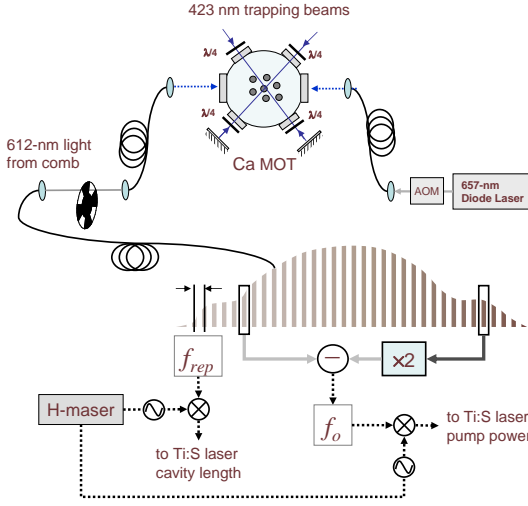 423 nm trapping beams
λ/4
λ/4
λ/4
λ/4
Ca MOT
612-nm light
from comb
AOM
657-nm
Diode Laser
f_rep
−
×2
H-maser
f_o
to Ti:S laser
cavity length
to Ti:S laser
pump power